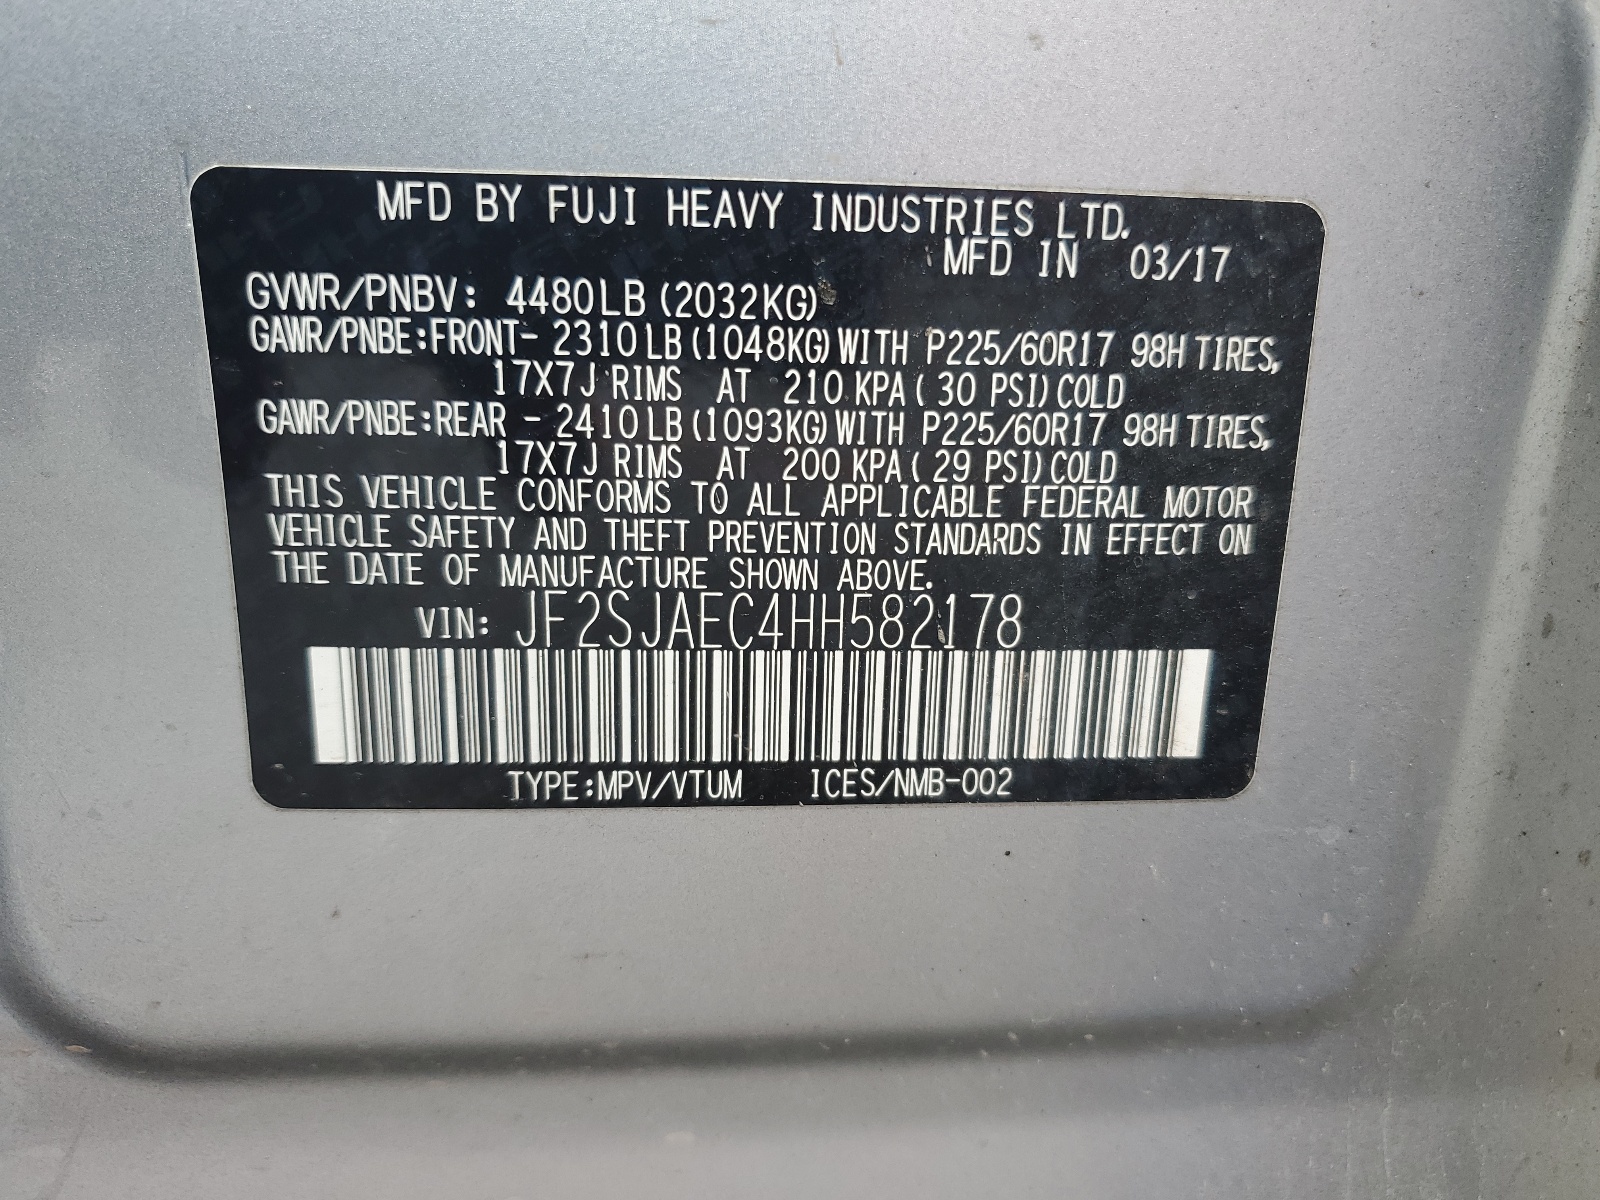 MFD BY FUJI HEAVY INDUSTRIES LTD.
MFD IN 03/17
GVWR/PNBV: 4480LB (2032KG)
GAWR/PNBE:FRONT- 2310LB (1048KG) WITH P225/60R17 98H TIRES,
17X7J RIMS AT 210 KPA ( 30 PSI) COLD
GAWR/PNBE:REAR - 2410LB (1093KG) WITH P225/60R17 98H TIRES,
17X7J RIMS AT 200 KPA ( 29 PSI) COLD
THIS VEHICLE CONFORMS TO ALL APPLICABLE FEDERAL MOTOR
VEHICLE SAFETY AND THEFT PREVENTION STANDARDS IN EFFECT ON
THE DATE OF MANUFACTURE SHOWN ABOVE.
VIN: JF2SJAEC4HH582178
TYPE:MPV/VTUM ICES/NMB-002